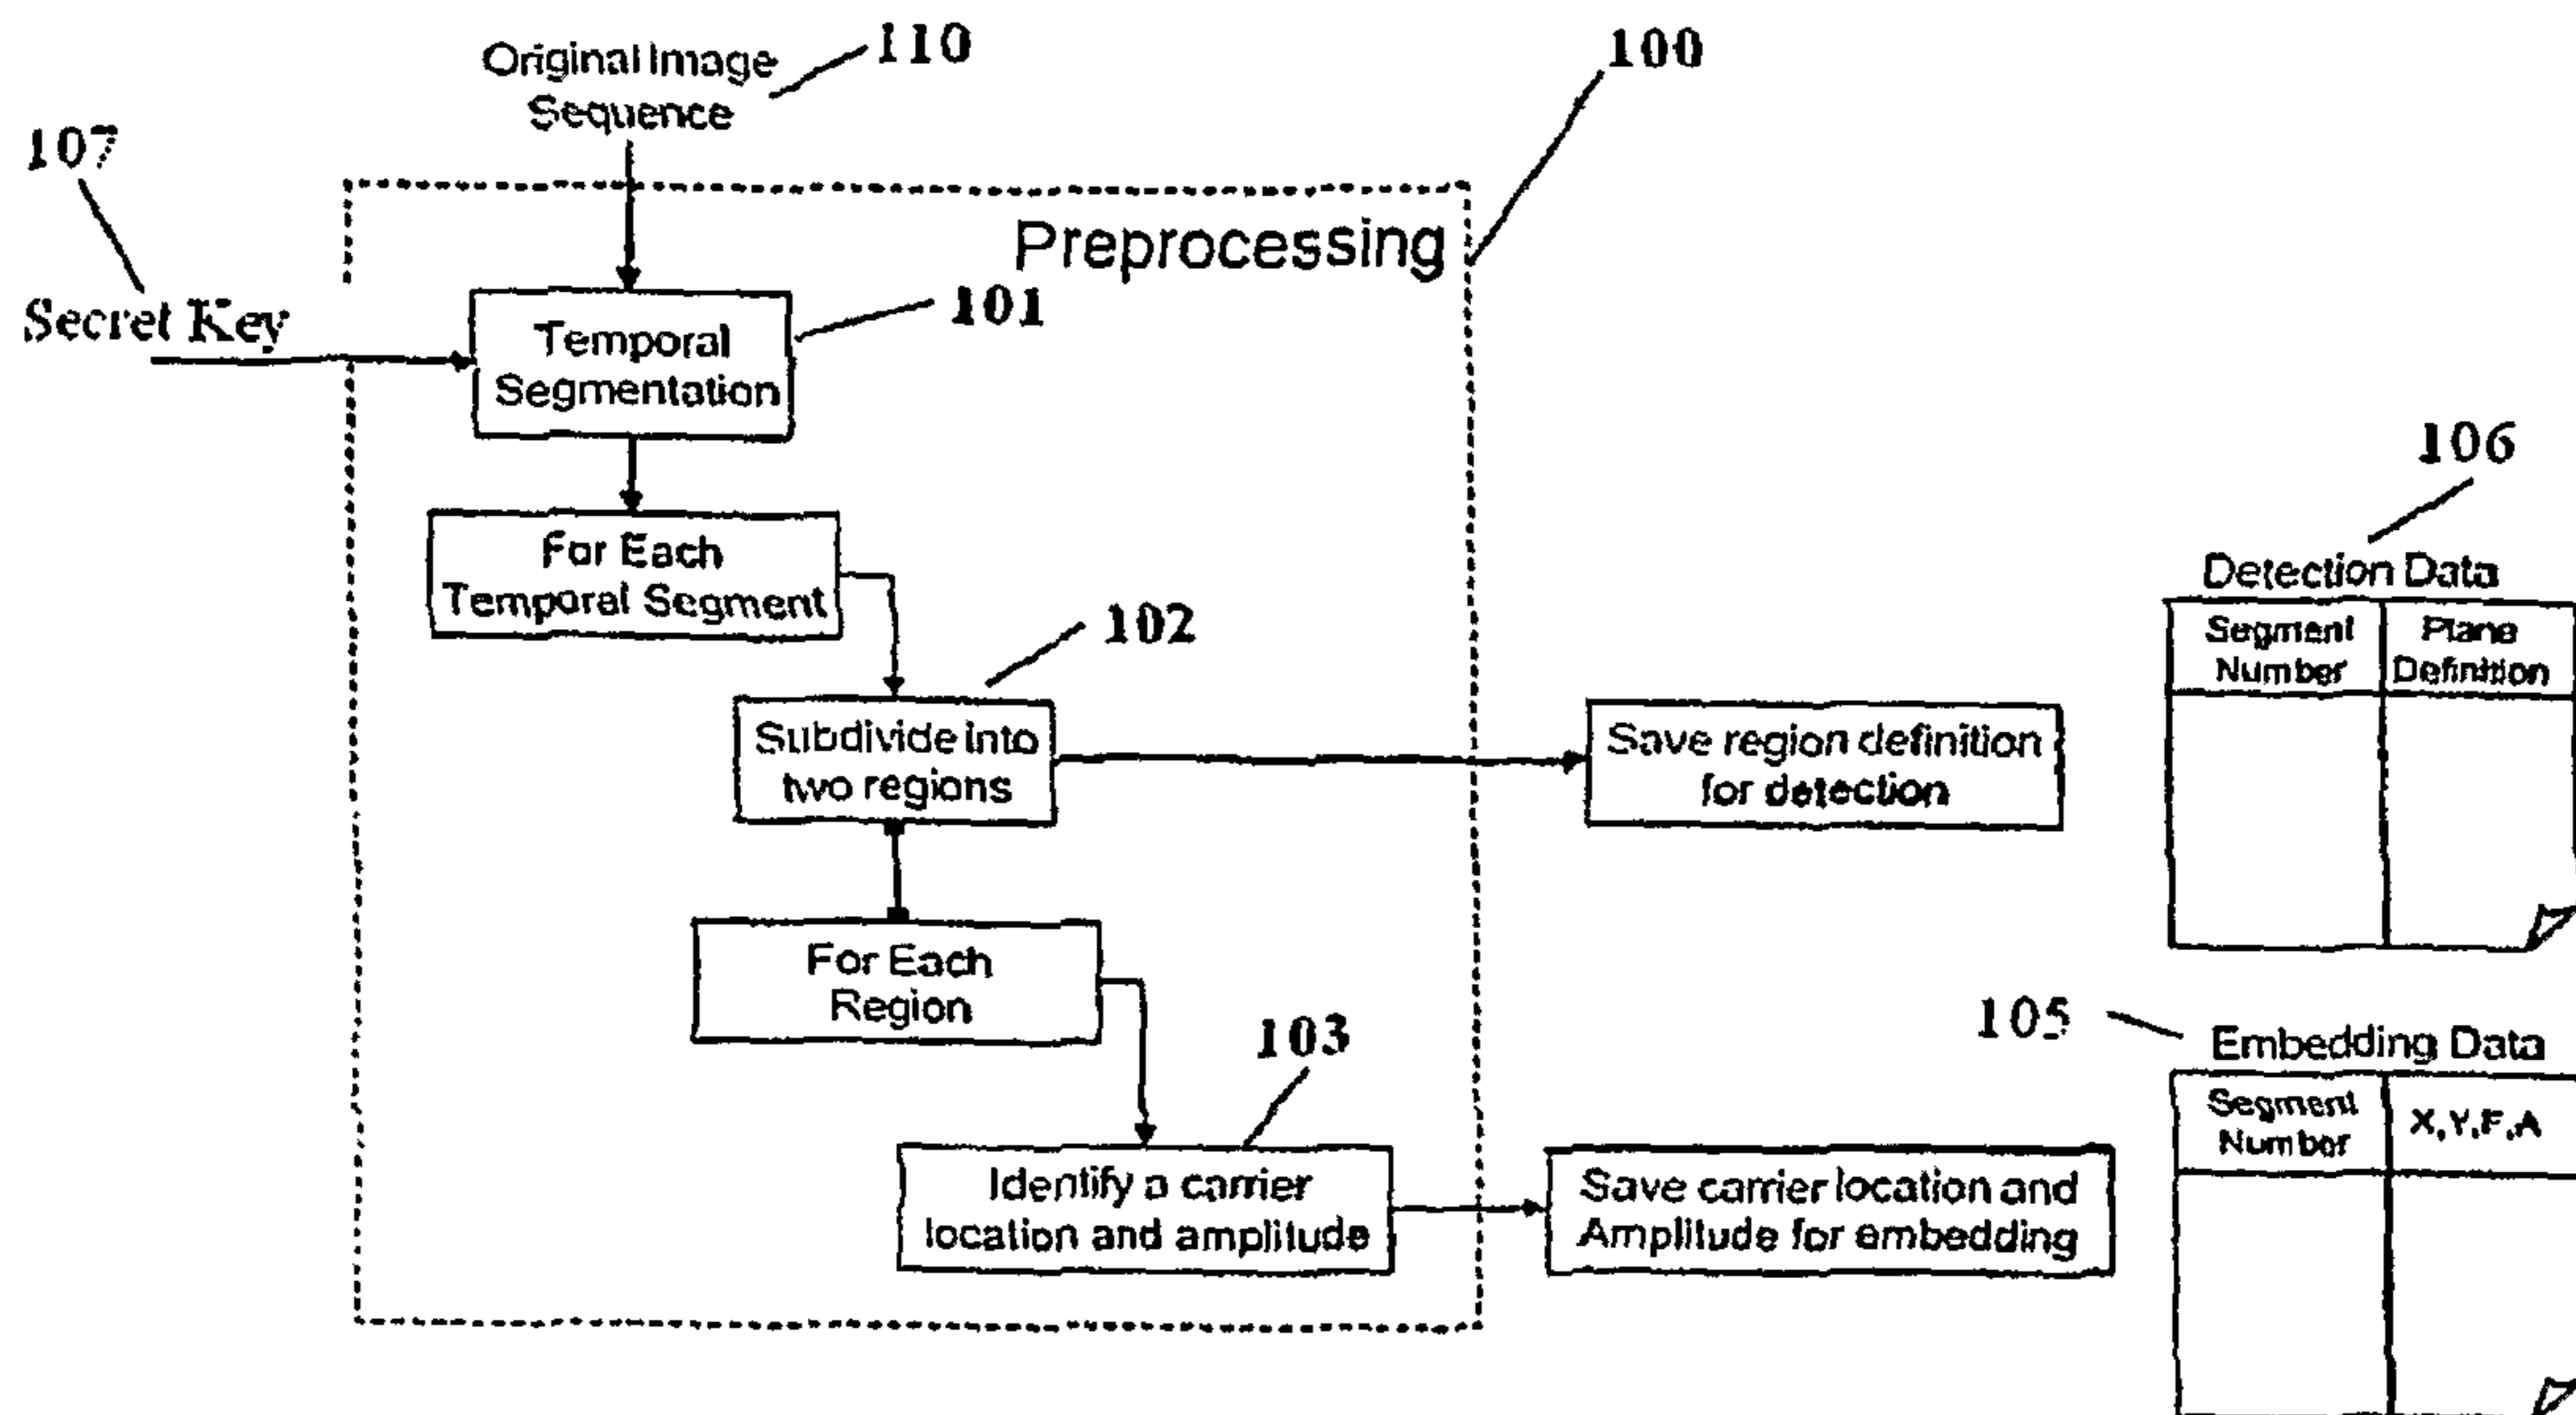 110
Original Image
Sequence
100
107
Preprocessing
Secret Key
101
Temporal
Segmentation
106
For Each
Temporal Segment
Detection Data
102
Segment
Number
Plane
Definition
Subdivide into
two regions
Save region definition
for detection
For Each
Region
105
103
Embedding Data
Segment
Number
X,Y,F,A
Identify a carrier
location and amplitude
Save carrier location and
Amplitude for embedding